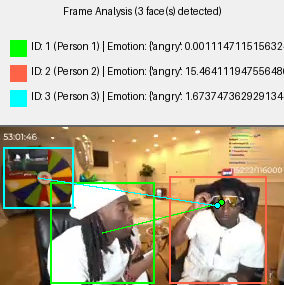 Frame Analysis (3 face(s) detected)
ID: 1 (Person 1) | Emotion: {'angry': 0.001114711515632
ID: 2 (Person 2) | Emotion: {'angry': 15.464111947556480
ID: 3 (Person 3) | Emotion: {'angry': 1.673747362929134
53:01:46